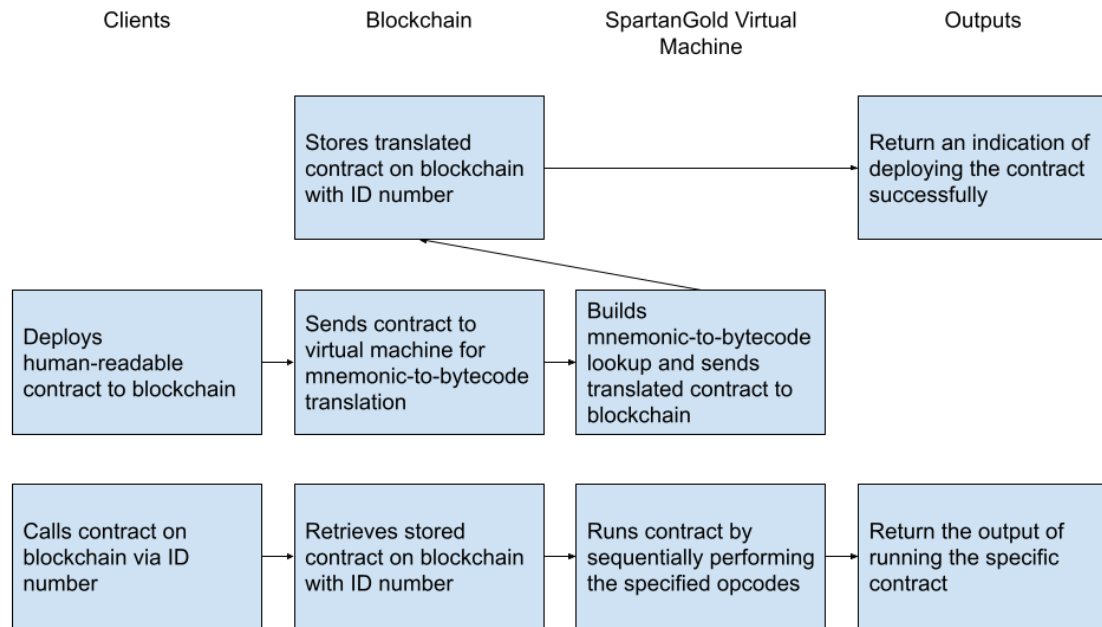 Clients
Blockchain
SpartanGold Virtual
Machine
Outputs
Stores translated
contract on blockchain
with ID number
Return an indication of
deploying the contract
successfully
Deploys
human-readable
contract to blockchain
Sends contract to
virtual machine for
mnemonic-to-bytecode
translation
Builds
mnemonic-to-bytecode
lookup and sends
translated contract to
blockchain
Calls contract on
blockchain via ID
number
Retrieves stored
contract on blockchain
with ID number
Runs contract by
sequentially performing
the specified opcodes
Return the output of
running the specific
contract